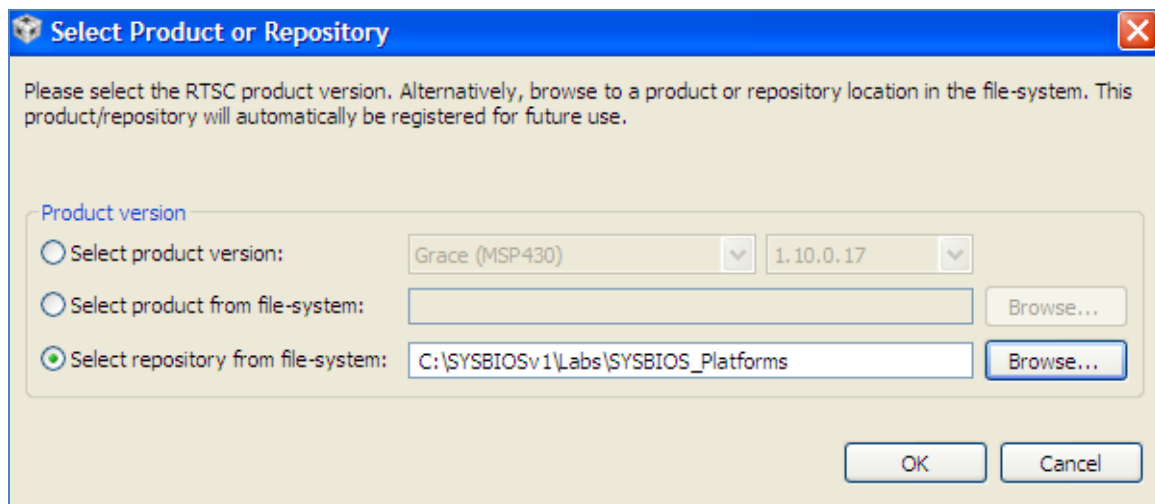 Select Product or Repository
Please select the RTSC product version. Alternatively, browse to a product or repository location in the file-system. This
product/repository will automatically be registered for future use.
Product version
Select product version: Grace (MSP430) 1.10.0.17
Select product from file-system: Browse...
Select repository from file-system: C:\SYSBIOSv1\Labs\SYSBIOS_Platforms Browse...
OK Cancel